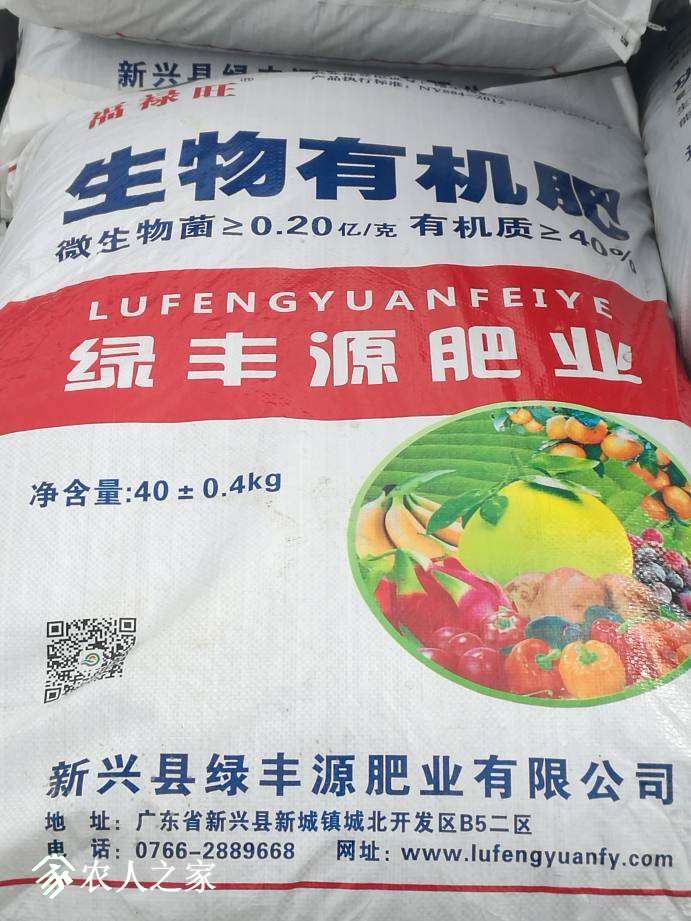 新兴县绿
产品执行标准：NY884-2012
福禄旺
生物有机肥
微生物菌≥0.20亿/克 有机质≥40%
LUFENGYUANFEIYE
绿丰源肥业
净含量:40±0.4kg
新兴县绿丰源肥业有限公司
地 址：广东省新兴县新城镇城北开发区B5二区
电 话：0766-2889668 网址：www.lufengyuanfy.com
农人之家